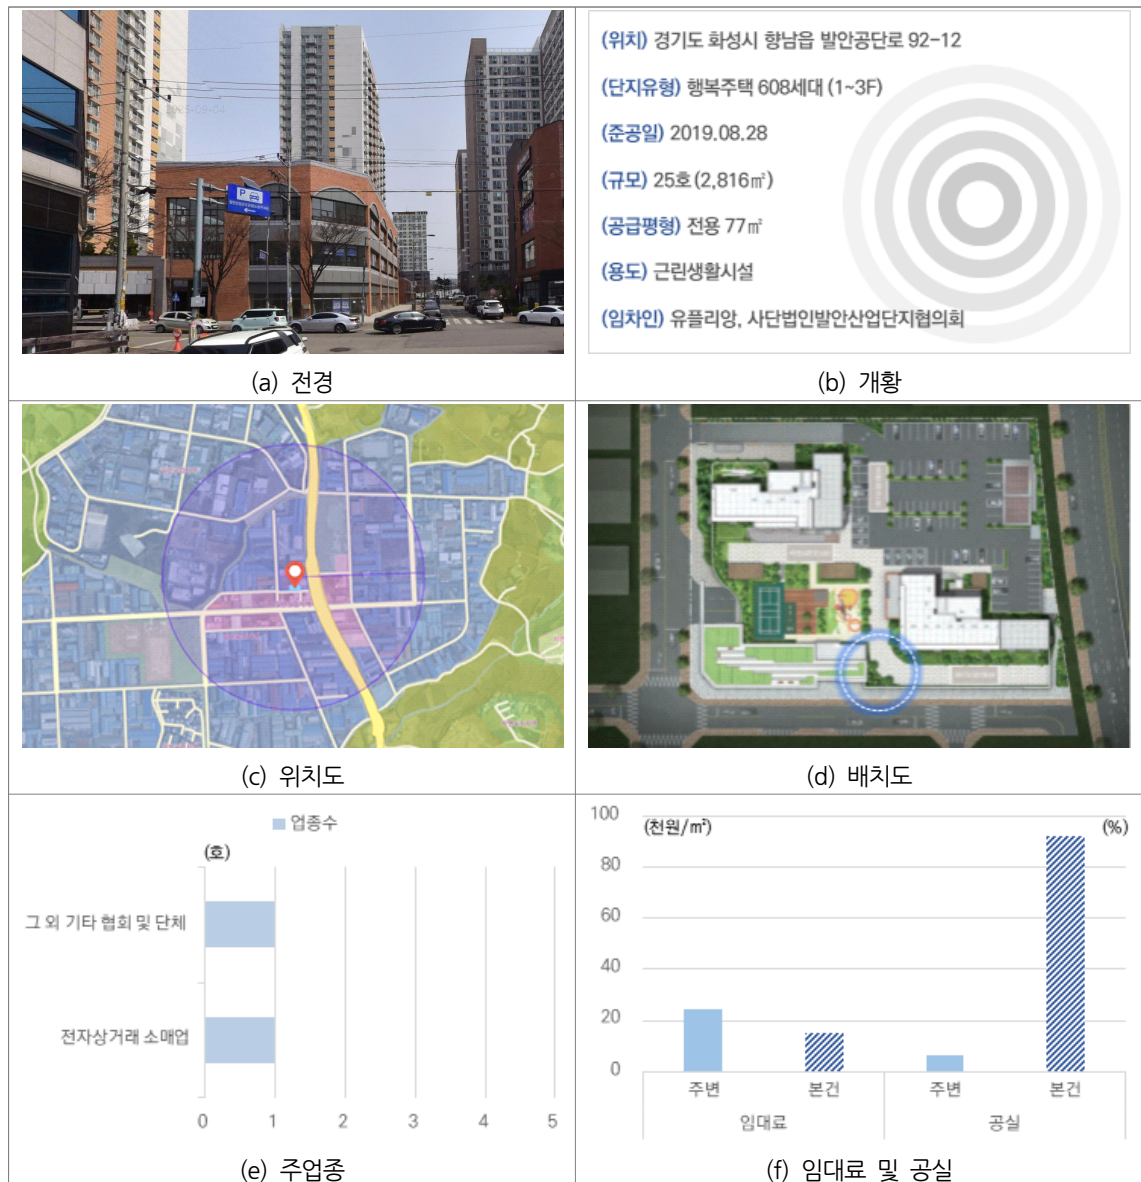 (위치) 경기도 화성시 향남읍 발안공단로 92-12
(단지유형) 행복주택 608세대 (1~3F)
(준공일) 2019.08.28
(규모) 25호 (2,816㎡)
(공급평형) 전용 77㎡
(용도) 근린생활시설
(임차인) 유플리앙, 사단법인발안산업단지협의회
P
(a) 전경
(b) 개황
(c) 위치도
(d) 배치도
업종수
(호)
그 외 기타 협회 및 단체
전자상거래 소매업
0 1 2 3 4 5
(e) 주업종
(천원/㎡) (%)
100
80
60
40
20
0
주변 본건 주변 본건
임대료 공실
(f) 임대료 및 공실